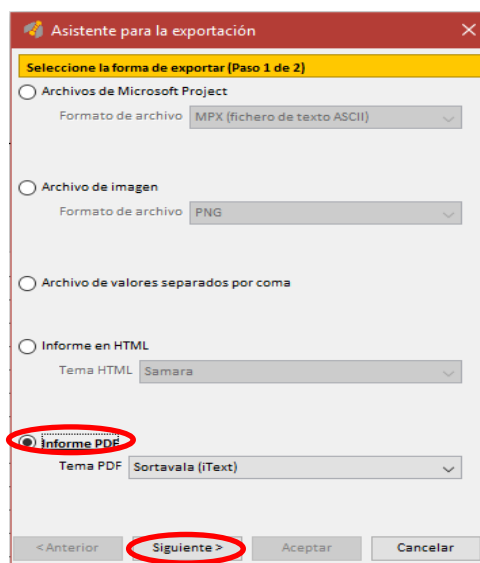 Asistente para la exportación
Seleccione la forma de exportar (Paso 1 de 2)
Archivos de Microsoft Project
Formato de archivo MPX (fichero de texto ASCII)
Archivo de imagen
Formato de archivo PNG
Archivo de valores separados por coma
Informe en HTML
Tema HTML Samara
Informe PDF
Tema PDF Sortavala (iText)
< Anterior Siguiente > Aceptar Cancelar